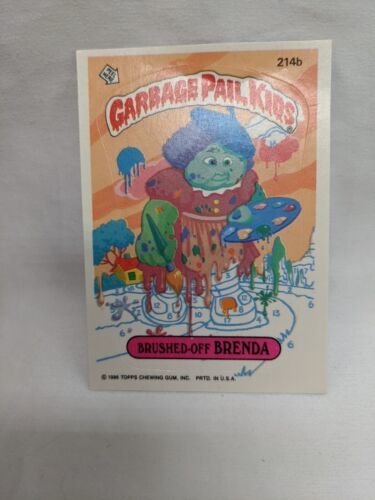 214b
GARBAGE PAIL KIDS®
BRUSHED-OFF BRENDA
© 1986 TOPPS CHEWING GUM, INC. PRTD. IN U.S.A.